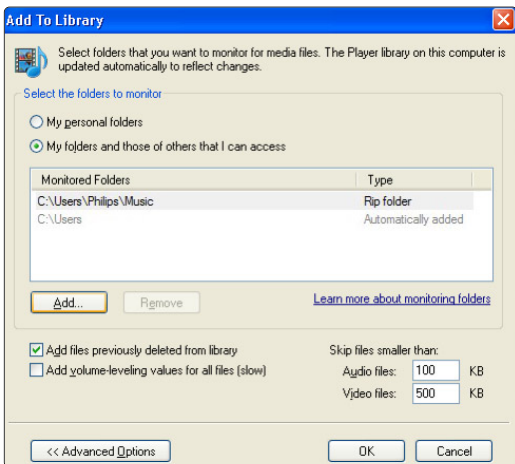 Add To Library
Select folders that you want to monitor for media files. The Player library on this computer is
updated automatically to reflect changes.
Select the folders to monitor
My personal folders
My folders and those of others that I can access
Monitored Folders Type
C:\Users\Philips\Music Rip folder
C:\Users Automatically added
Add... Remove Learn more about monitoring folders
Add files previously deleted from library Skip files smaller than:
Add volume-leveling values for all files (slow) Audio files: 100 KB
Video files: 500 KB
<< Advanced Options OK Cancel